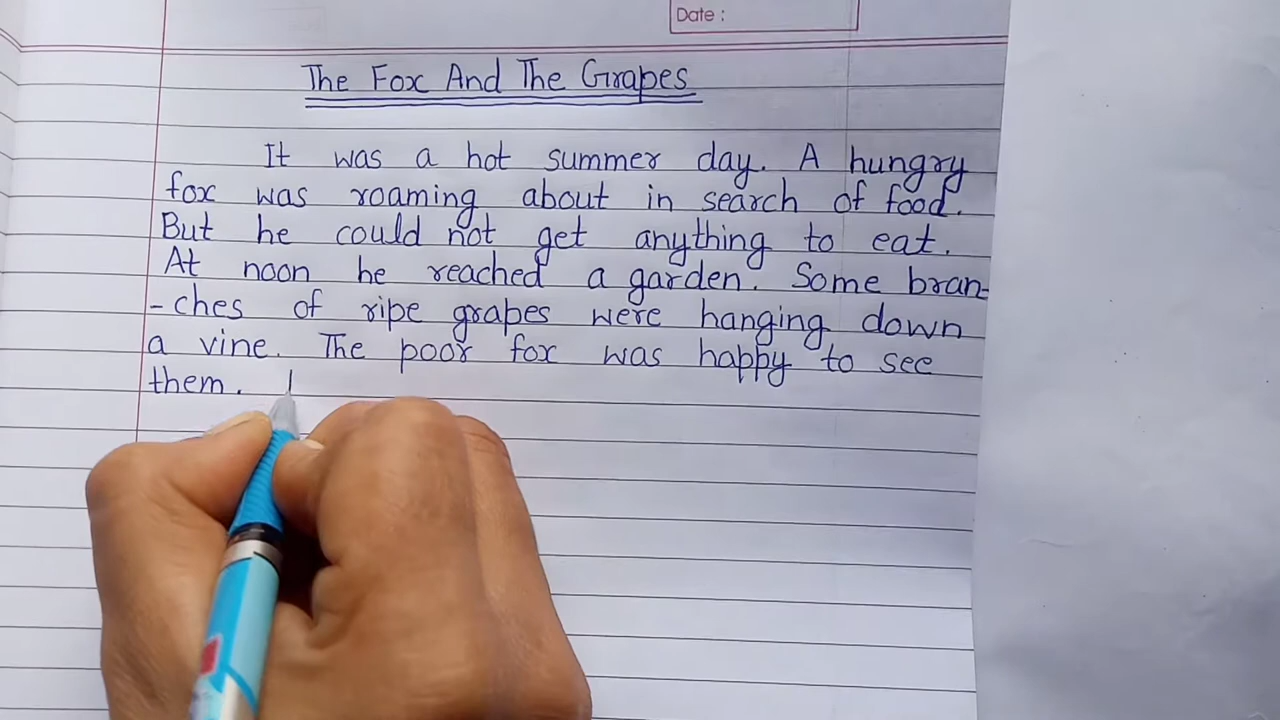 Date :
The Fox And The Grapes
It was a hot summer day. A hungry
fox was roaming about in search of food.
But he could not get anything to eat.
At noon he reached a garden. Some bran-
-ches of ripe grapes were hanging down
a vine. The poor fox was happy to see
them.